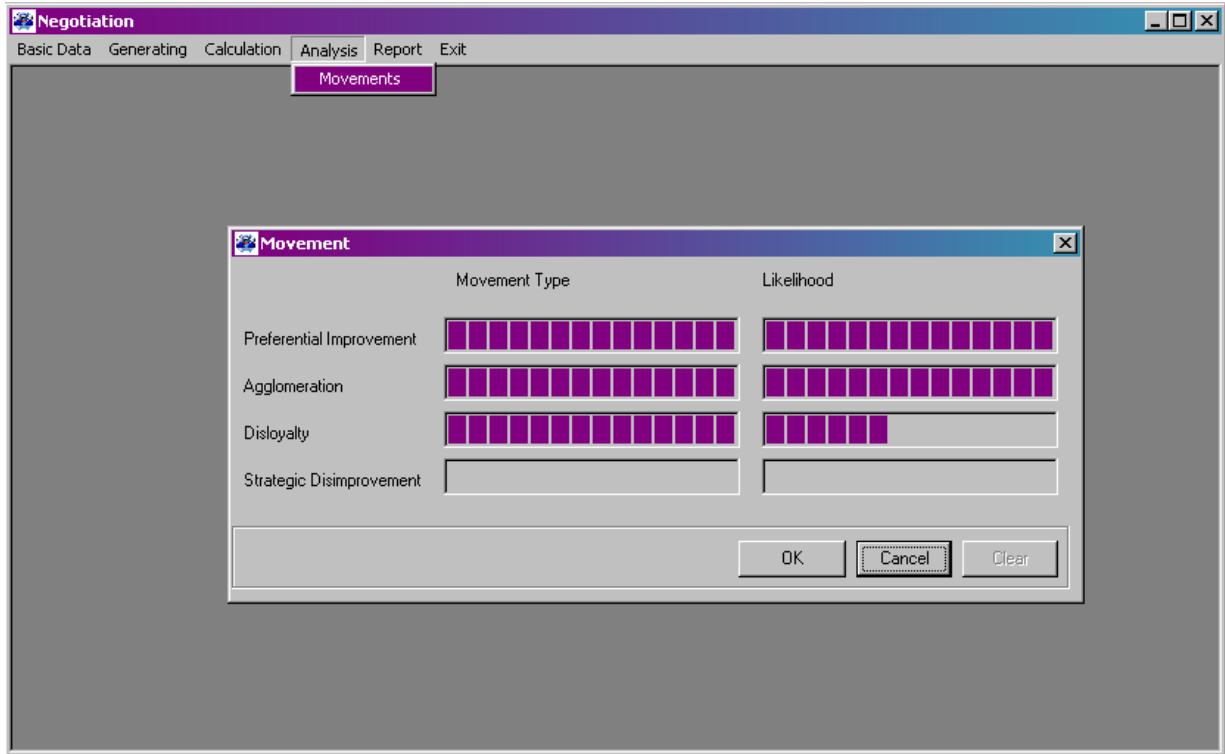 Negotiation
Basic Data Generating Calculation Analysis Report Exit
Movements
Movement
Movement Type Likelihood
Preferential Improvement
Agglomeration
Disloyalty
Strategic Disimprovement
OK Cancel Clear